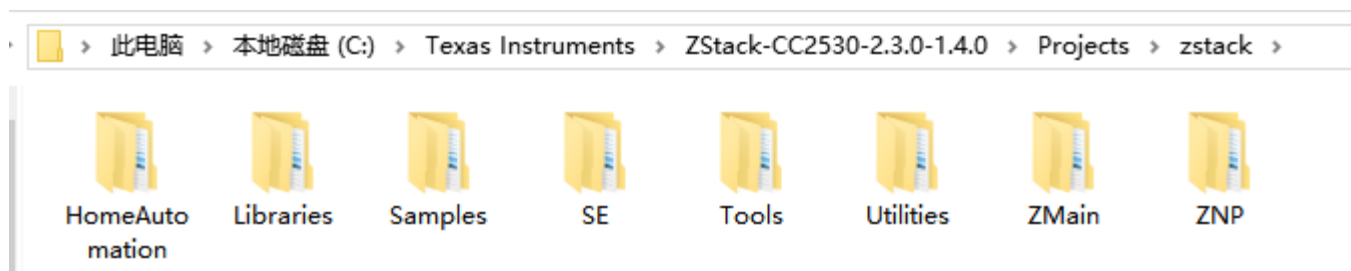 此电脑 > 本地磁盘 (C:) > Texas Instruments > ZStack-CC2530-2.3.0-1.4.0 > Projects > zstack >
HomeAuto
mation
Libraries
Samples
SE
Tools
Utilities
ZMain
ZNP